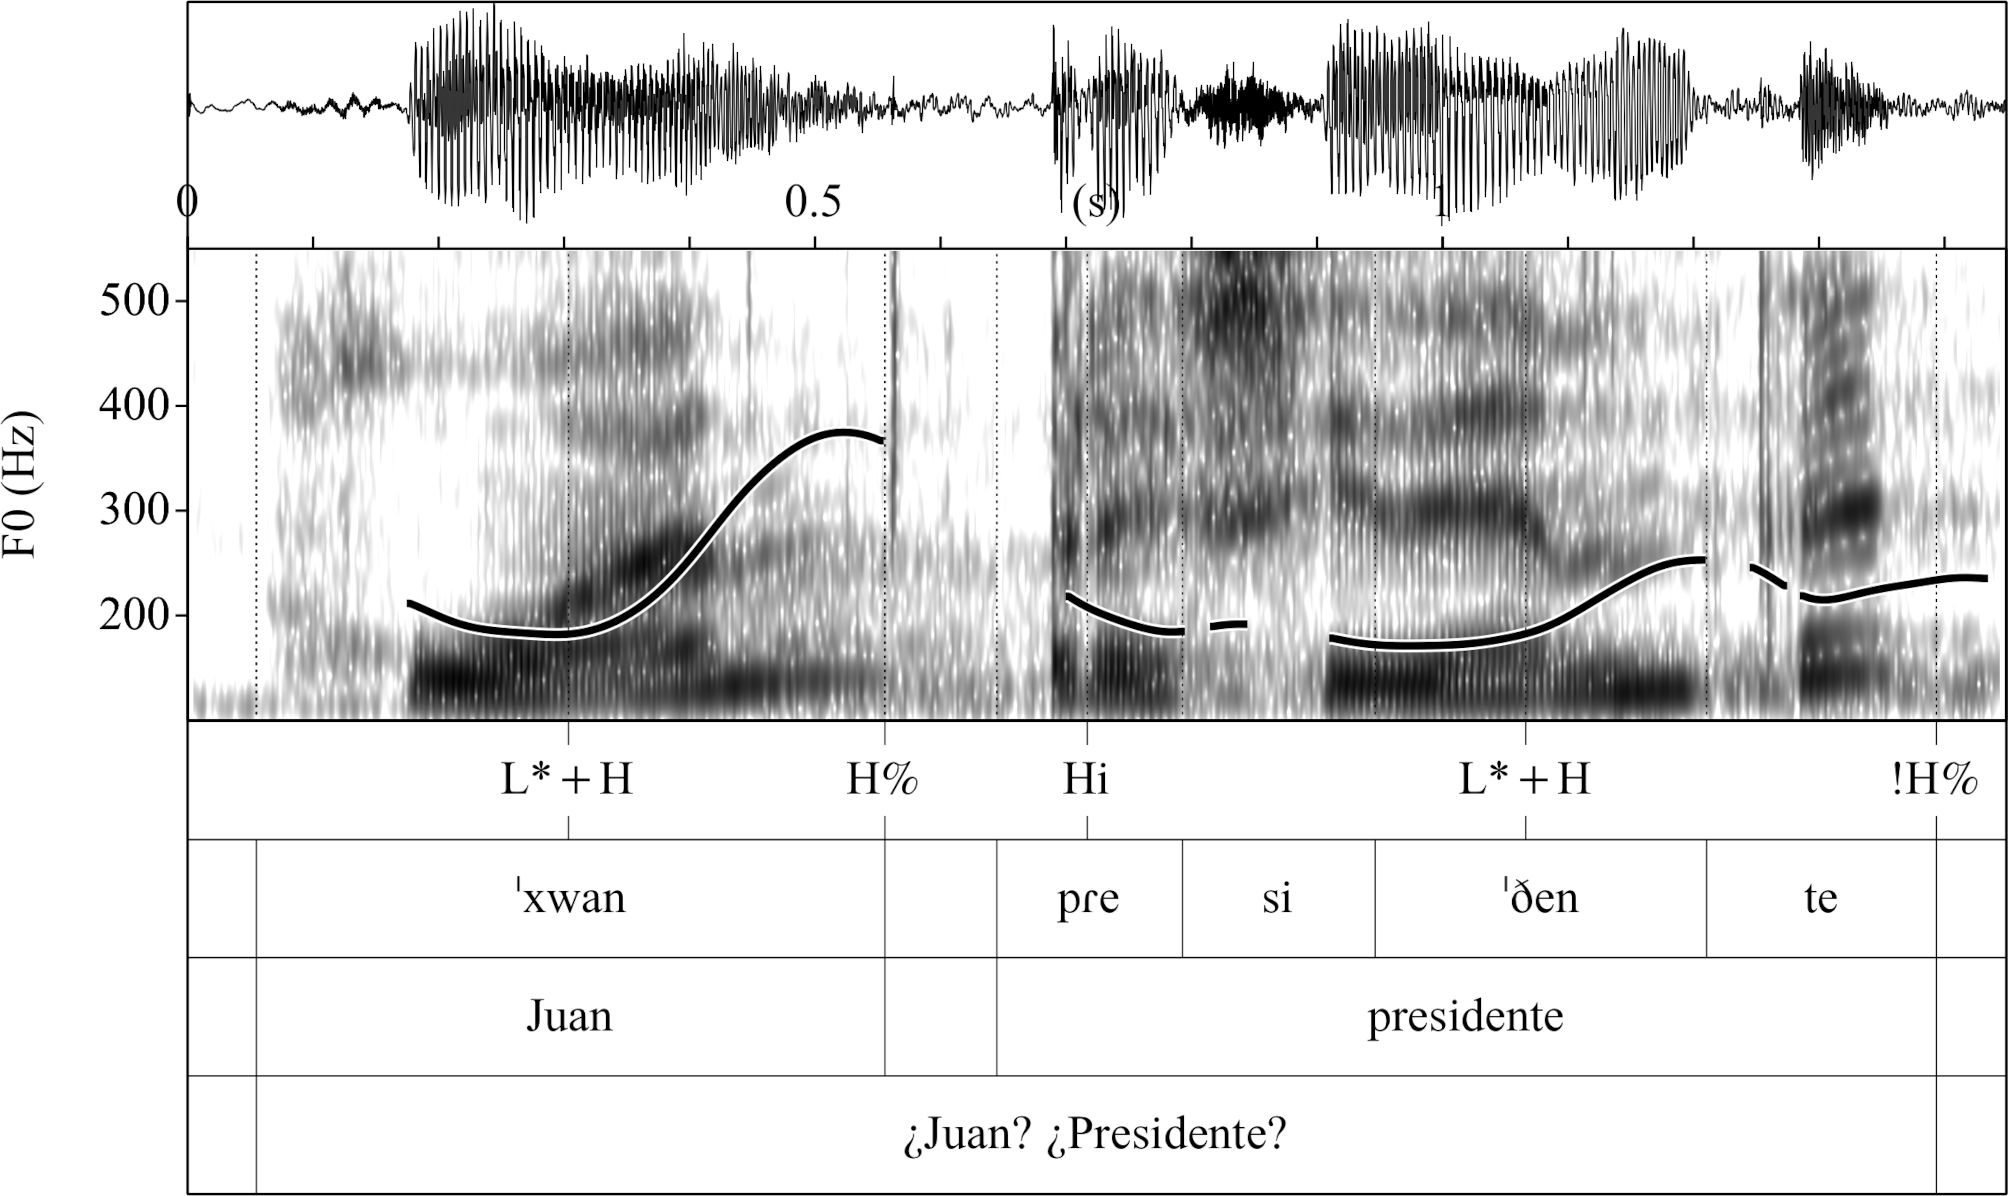 0 0.5 (s) 1
500
400
300
200
F0 (Hz)
L* + H H% Hi L* + H !H%
ˈxwan pɾe si ˈðen te
Juan presidente
¿Juan? ¿Presidente?